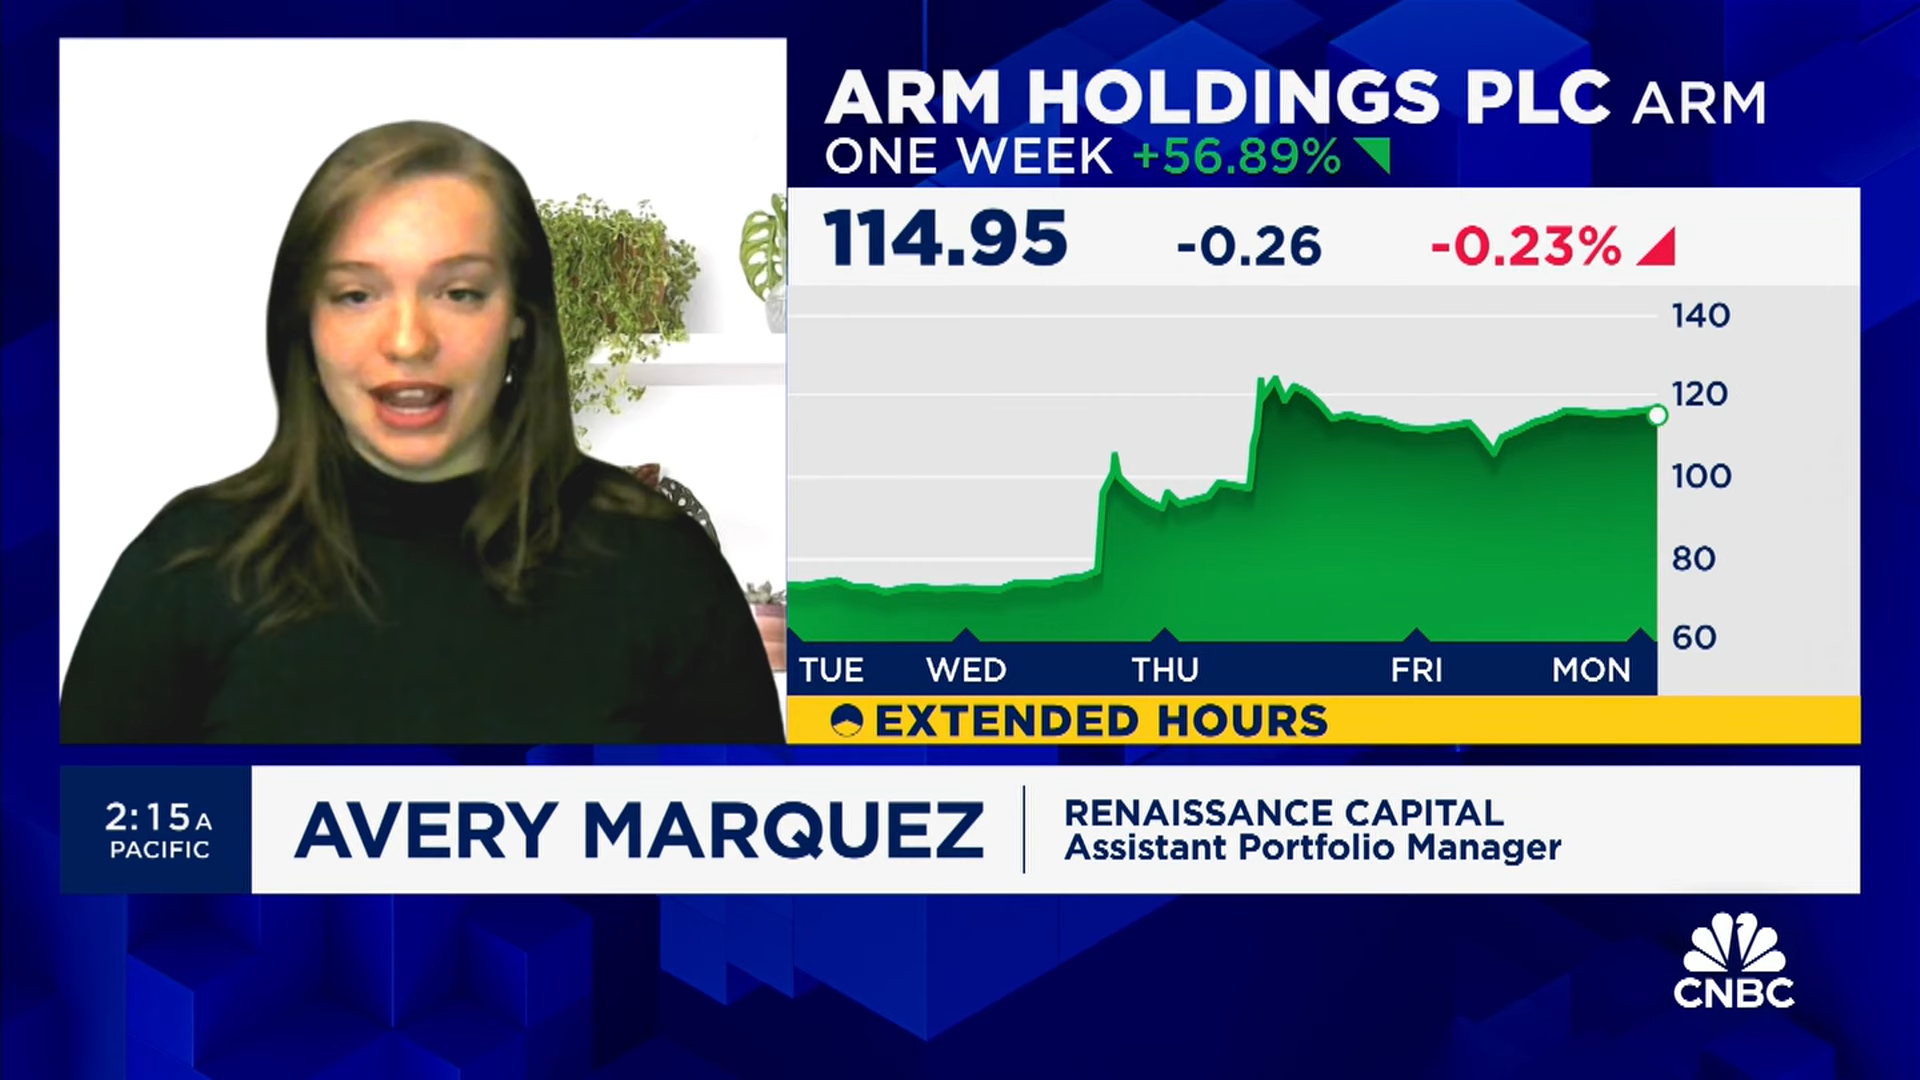 ARM HOLDINGS PLC ARM
ONE WEEK +56.89%
114.95 -0.26 -0.23%
140
120
100
80
60
TUE WED THU FRI MON
EXTENDED HOURS
2:15A
PACIFIC
AVERY MARQUEZ
RENAISSANCE CAPITAL
Assistant Portfolio Manager
CNBC